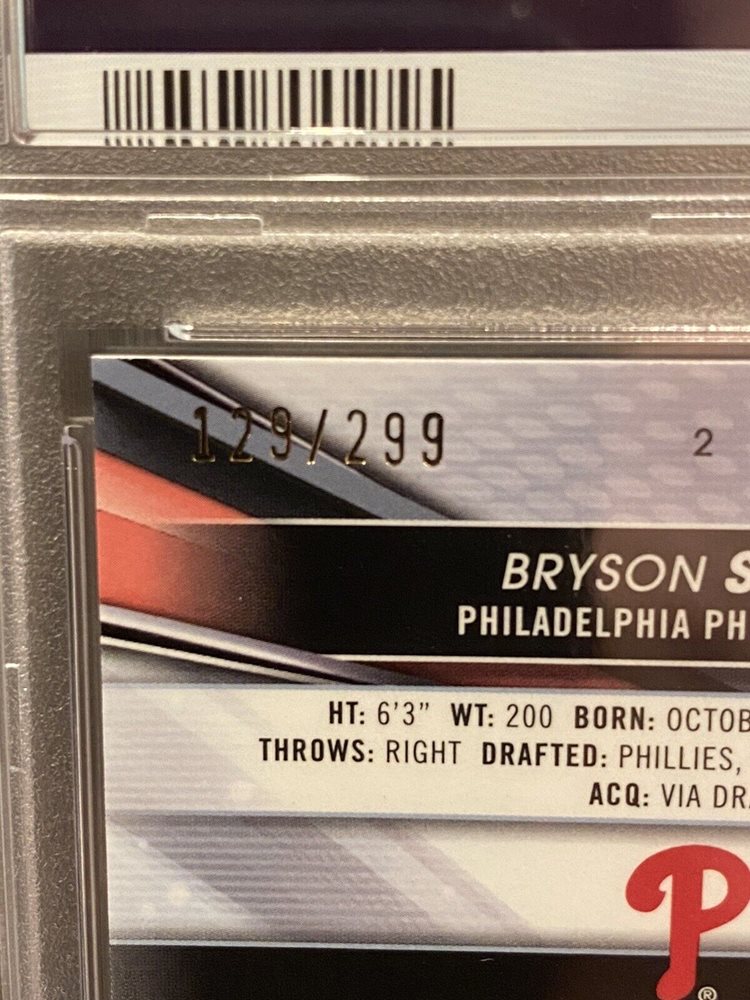 129/299
2
BRYSON S
PHILADELPHIA PH
HT: 6'3" WT: 200 BORN: OCTOB
THROWS: RIGHT DRAFTED: PHILLIES,
ACQ: VIA DRA
P
®